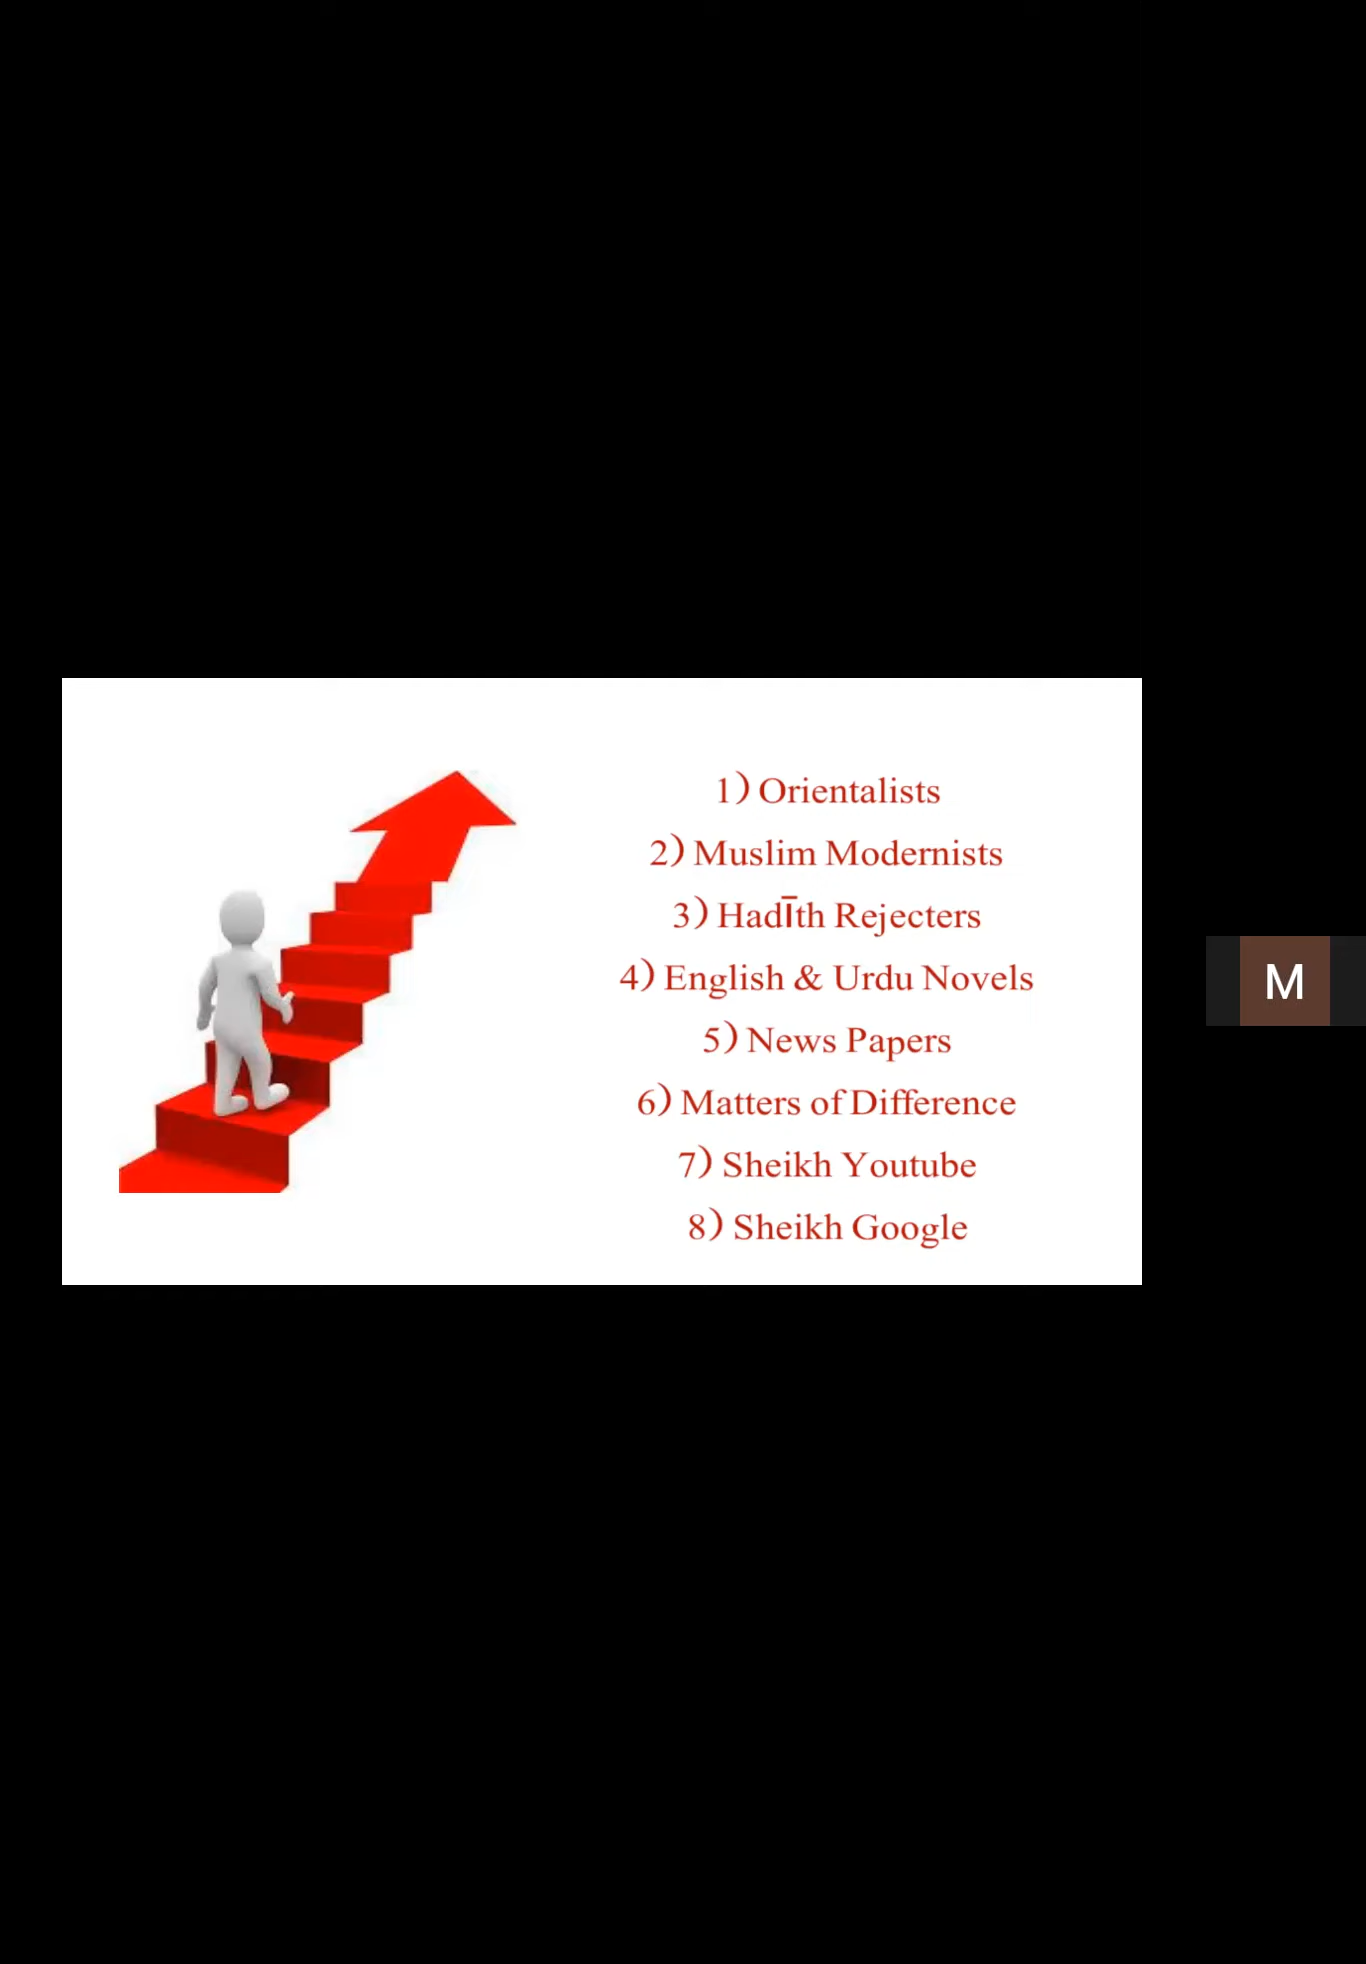 1) Orientalists
2) Muslim Modernists
3) Hadīth Rejecters
4) English & Urdu Novels
5) News Papers
6) Matters of Difference
7) Sheikh Youtube
8) Sheikh Google
M